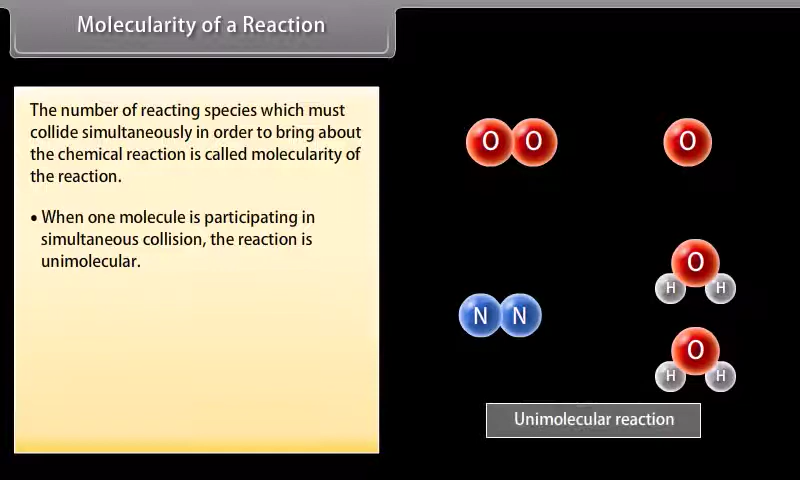 Molecularity of a Reaction
The number of reacting species which must
collide simultaneously in order to bring about
the chemical reaction is called molecularity of
the reaction.
• When one molecule is participating in
simultaneous collision, the reaction is
unimolecular.
O O
O
O
H H
N N
O
H H
Unimolecular reaction